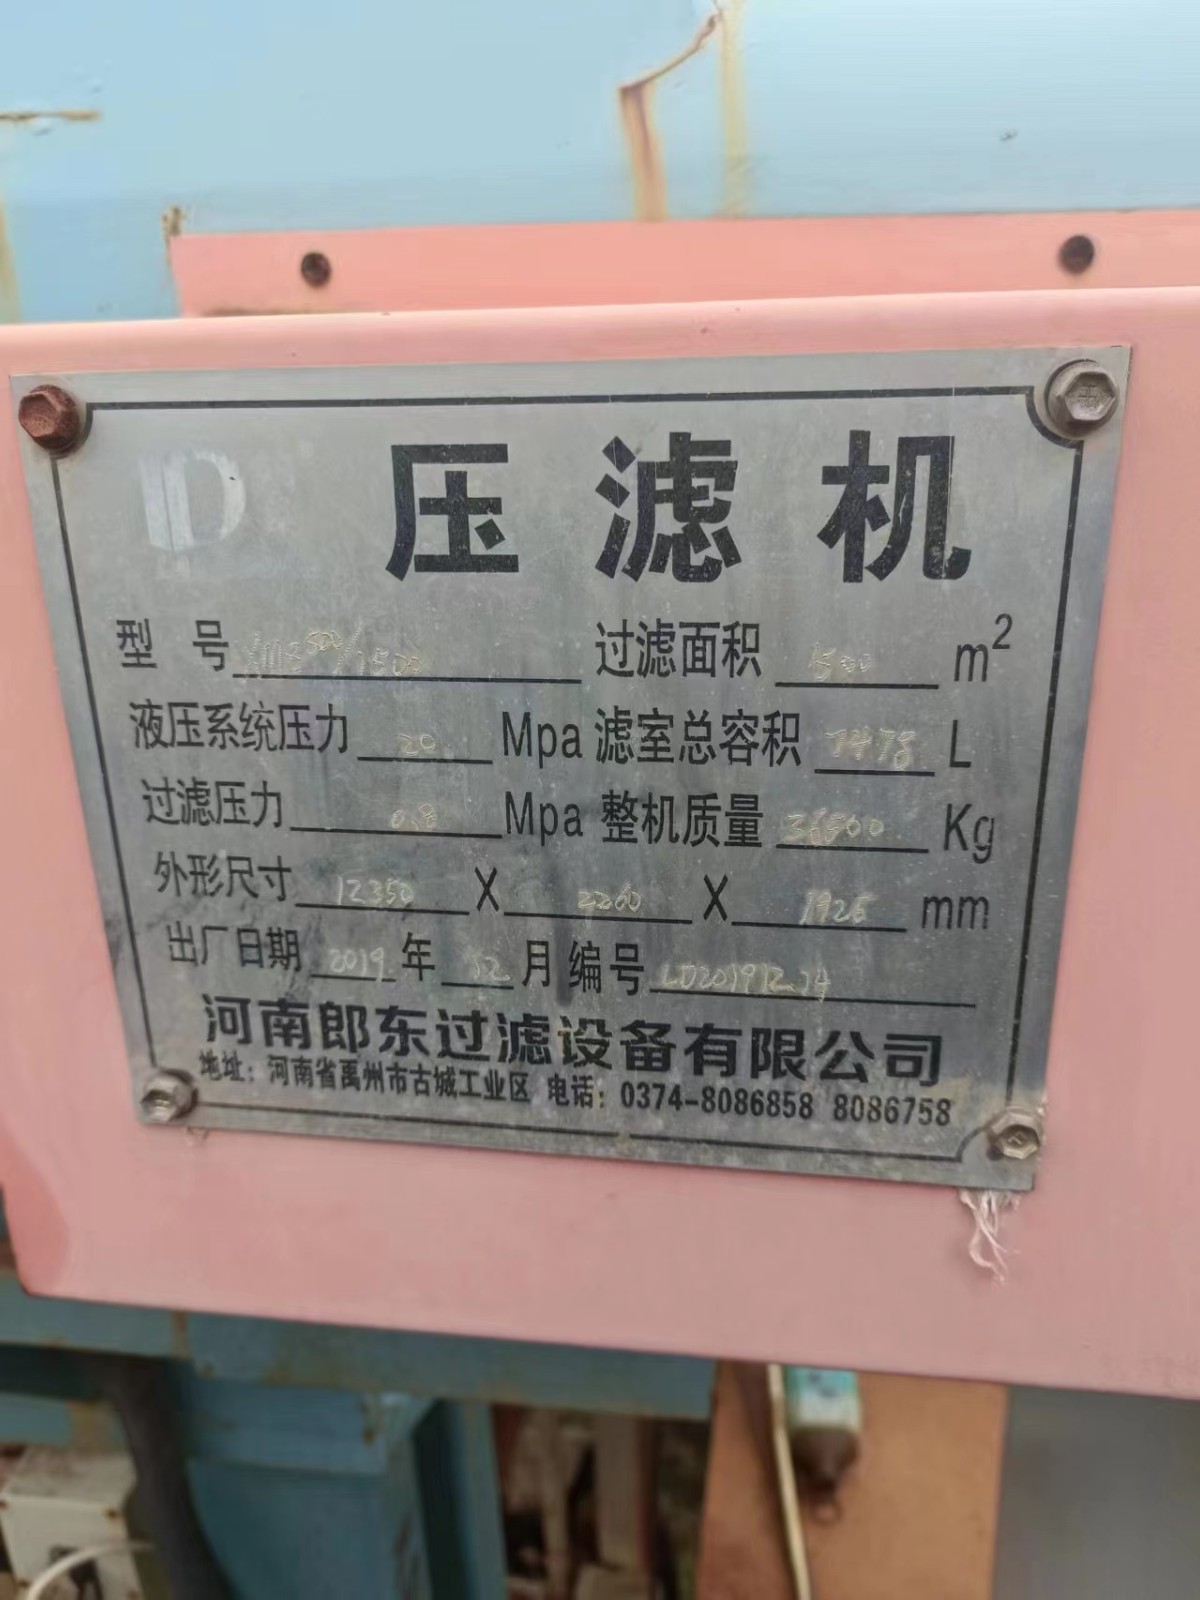 D 压滤机
型 号 XMB500/1500 过滤面积 500 m²
液压系统压力 20 Mpa 滤室总容积 7478 L
过滤压力 0.8 Mpa 整机质量 Kg
外形尺寸 12350 X 2260 X 1925 mm
出厂日期 2019 年 12 月 编号 LD20191214
河南郎东过滤设备有限公司
地址：河南省禹州市古城工业区 电话：0374-8086858 8086758